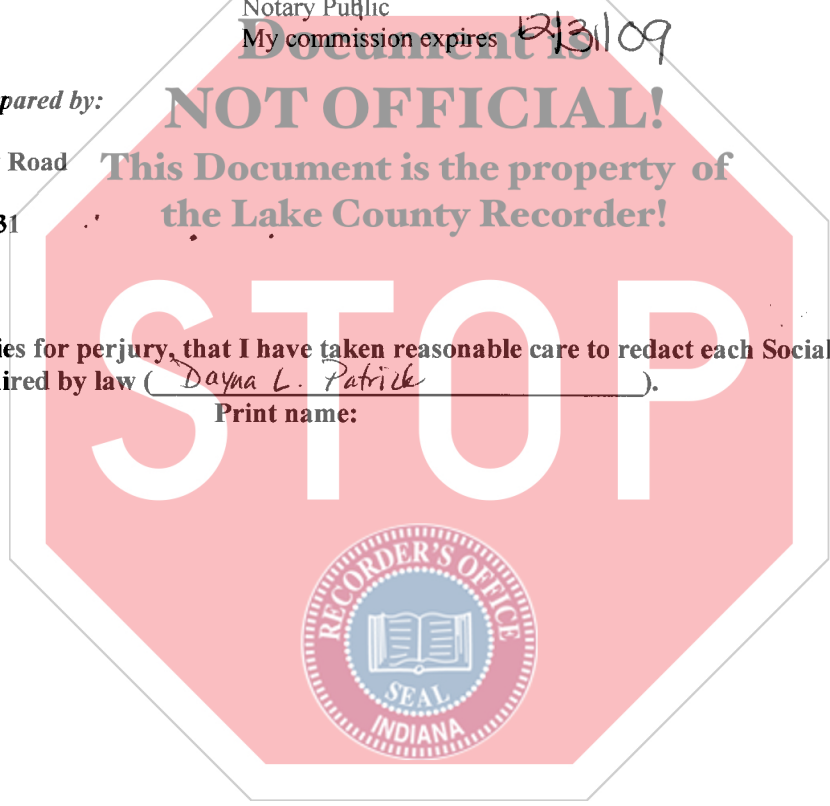 Notary Public
My commission expires 12/31/09
Document is
pared by:
NOT OFFICIAL!
Road
This Document is the property of
31
the Lake County Recorder!
STOP
ies for perjury, that I have taken reasonable care to redact each Social
ired by law ( Dayna L. Patrick ).
Print name:
RECORDER'S OFFICE
SEAL
INDIANA